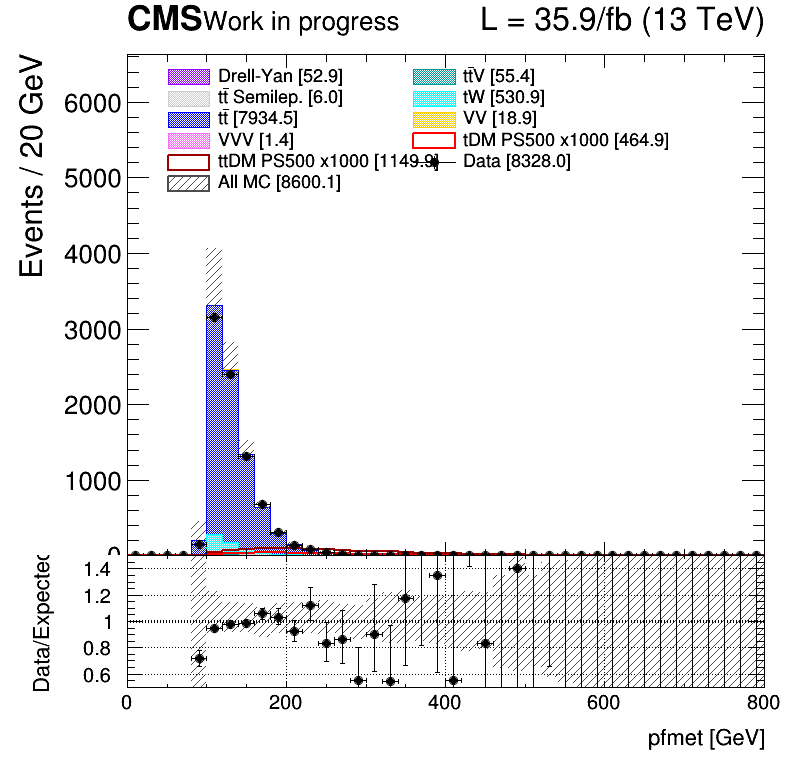 CMS Work in progress L = 35.9/fb (13 TeV)
Events / 20 GeV
Drell-Yan [52.9] tt̄V [55.4]
tt̄ Semilep. [6.0] tW [530.9]
tt̄ [7934.5] VV [18.9]
VVV [1.4] tDM PS500 x1000 [464.9]
ttDM PS500 x1000 [1149.9] Data [8328.0]
All MC [8600.1]
6000
5000
4000
3000
2000
1000
0
Data/Expected
1.4
1.2
1
0.8
0.6
0 200 400 600 800
pfmet [GeV]